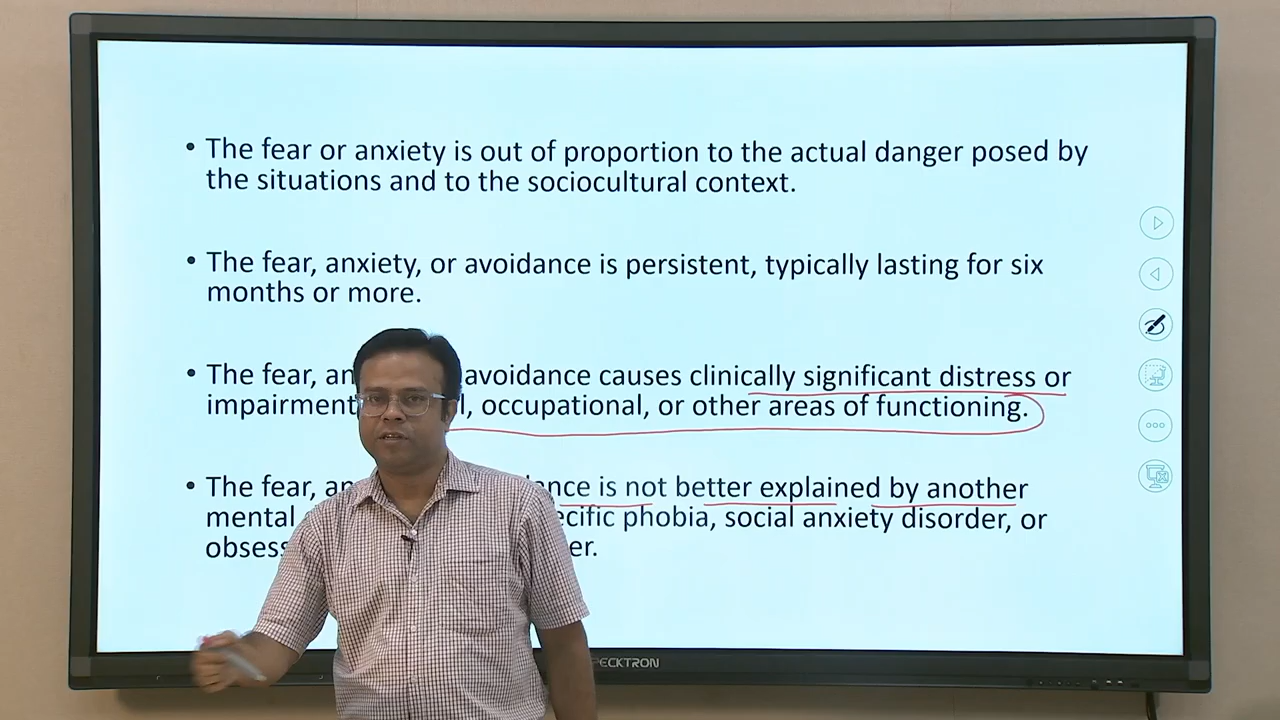 • The fear or anxiety is out of proportion to the actual danger posed by
the situations and to the sociocultural context.
• The fear, anxiety, or avoidance is persistent, typically lasting for six
months or more.
• The fear, an avoidance causes clinically significant distress or
impairment l, occupational, or other areas of functioning.
• The fear, an nce is not better explained by another
mental ecific phobia, social anxiety disorder, or
obsess er.
PECKTRON